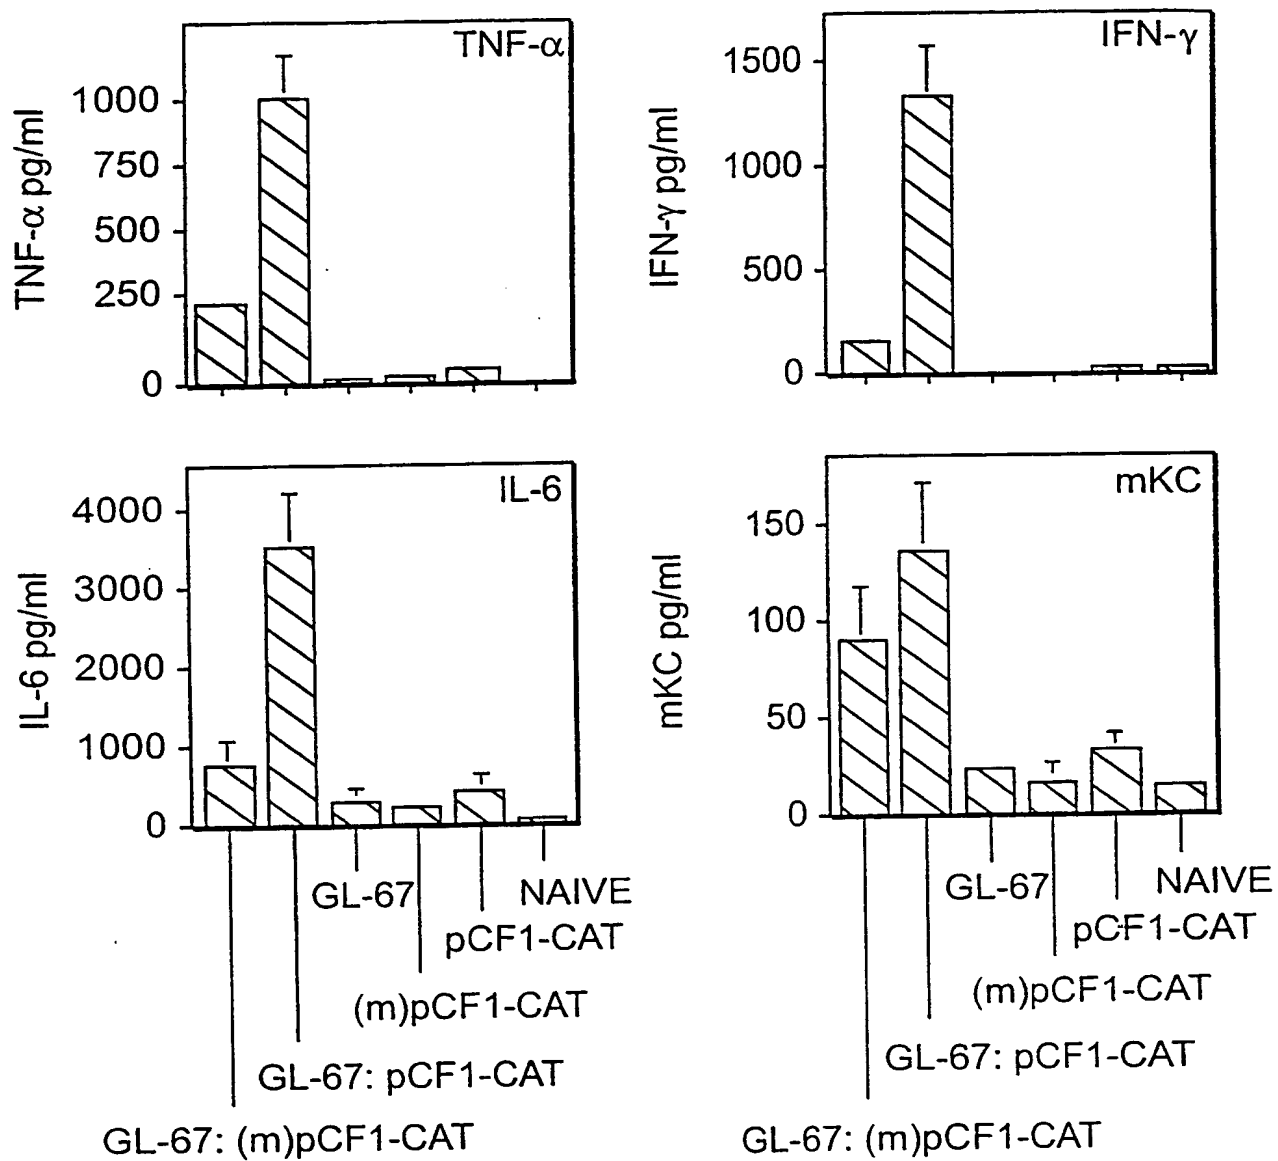 TNF-α
TNF-α pg/ml
1000
750
500
250
0
IFN-γ
IFN-γ pg/ml
1500
1000
500
0
IL-6
IL-6 pg/ml
4000
3000
2000
1000
0
GL-67
NAIVE
pCF1-CAT
(m)pCF1-CAT
GL-67: pCF1-CAT
GL-67: (m)pCF1-CAT
mKC
mKC pg/ml
150
100
50
0
GL-67
NAIVE
pCF1-CAT
(m)pCF1-CAT
GL-67: pCF1-CAT
GL-67: (m)pCF1-CAT